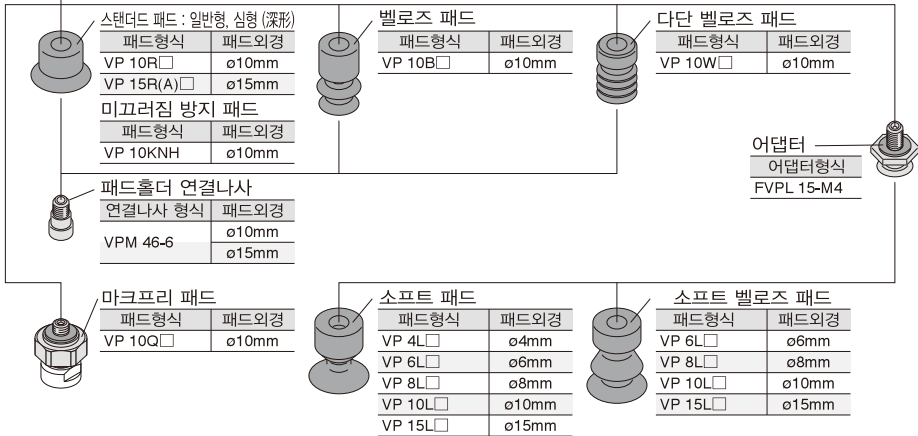 스탠더드 패드 : 일반형, 심형 (深形)
패드형식 패드외경
VP 10R□ ø10mm
VP 15R(A)□ ø15mm
미끄러짐 방지 패드
패드형식 패드외경
VP 10KNH ø10mm
벨로즈 패드
패드형식 패드외경
VP 10B□ ø10mm
다단 벨로즈 패드
패드형식 패드외경
VP 10W□ ø10mm
어댑터
어댑터형식
FVPL 15-M4
패드홀더 연결나사
연결나사 형식 패드외경
VPM 46-6 ø10mm
ø15mm
마크프리 패드
패드형식 패드외경
VP 10Q□ ø10mm
소프트 패드
패드형식 패드외경
VP 4L□ ø4mm
VP 6L□ ø6mm
VP 8L□ ø8mm
VP 10L□ ø10mm
VP 15L□ ø15mm
소프트 벨로즈 패드
패드형식 패드외경
VP 6L□ ø6mm
VP 8L□ ø8mm
VP 10L□ ø10mm
VP 15L□ ø15mm